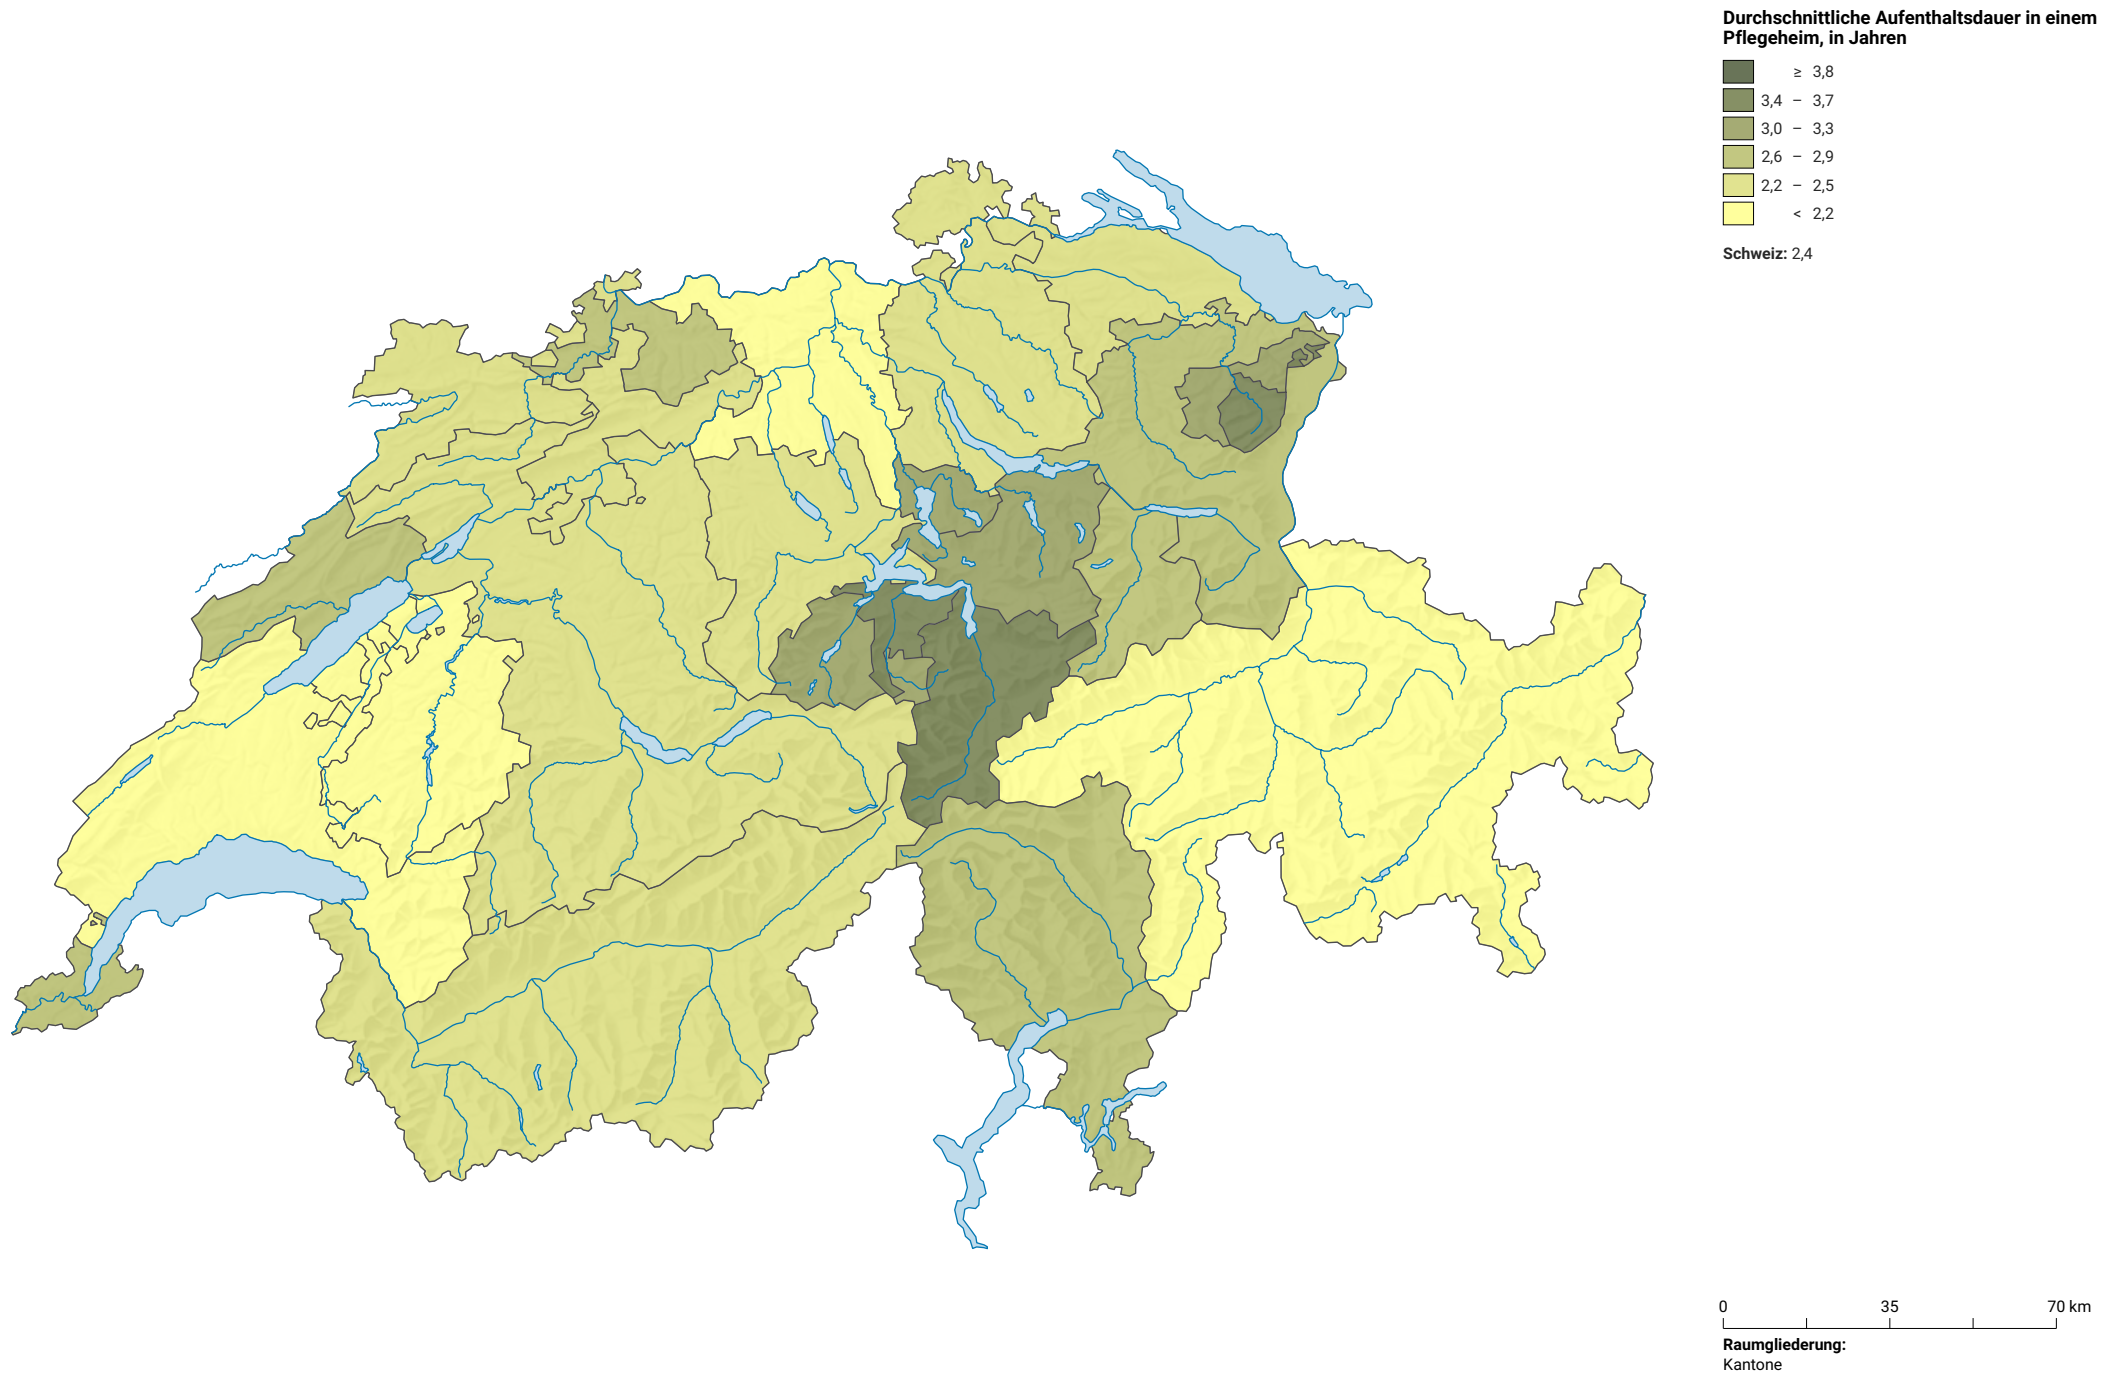 Durchschnittliche Aufenthaltsdauer in einem
Pflegeheim, in Jahren
≥ 3,8
3,4 – 3,7
3,0 – 3,3
2,6 – 2,9
2,2 – 2,5
< 2,2
Schweiz: 2,4
0 35 70 km
Raumgliederung:
Kantone